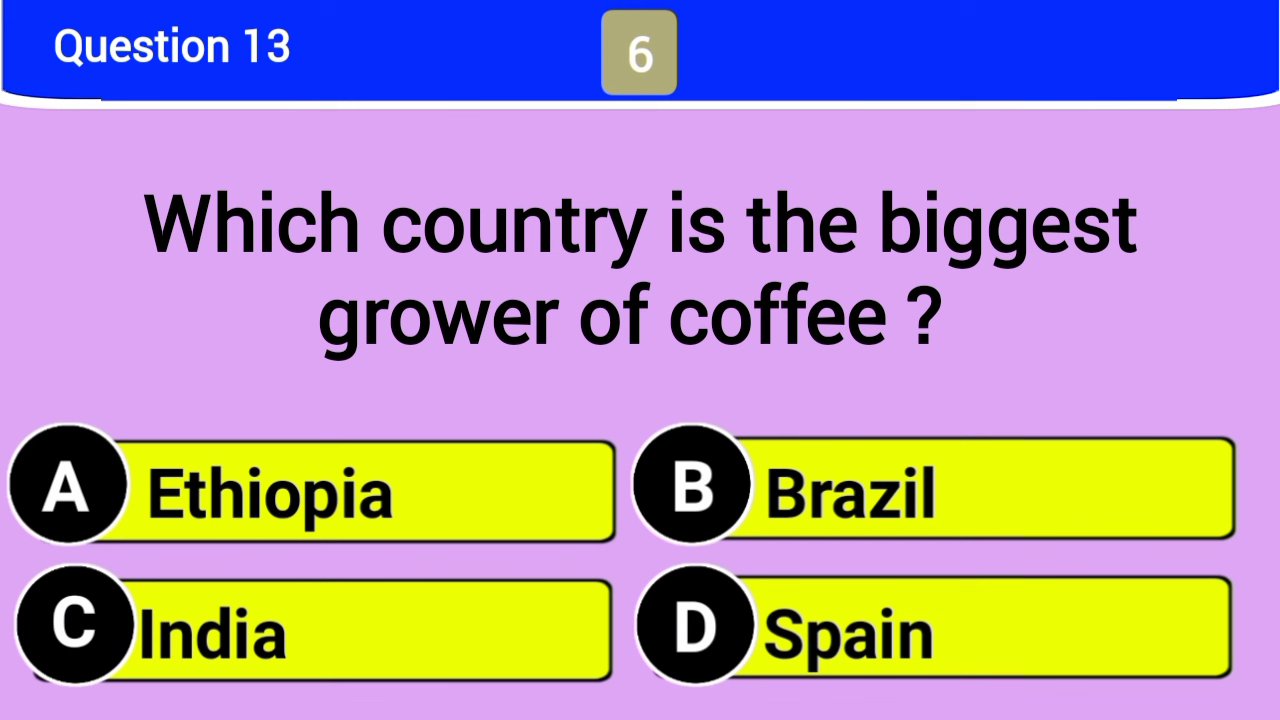 Question 13
6
Which country is the biggest
grower of coffee ?
A Ethiopia
B Brazil
C India
D Spain